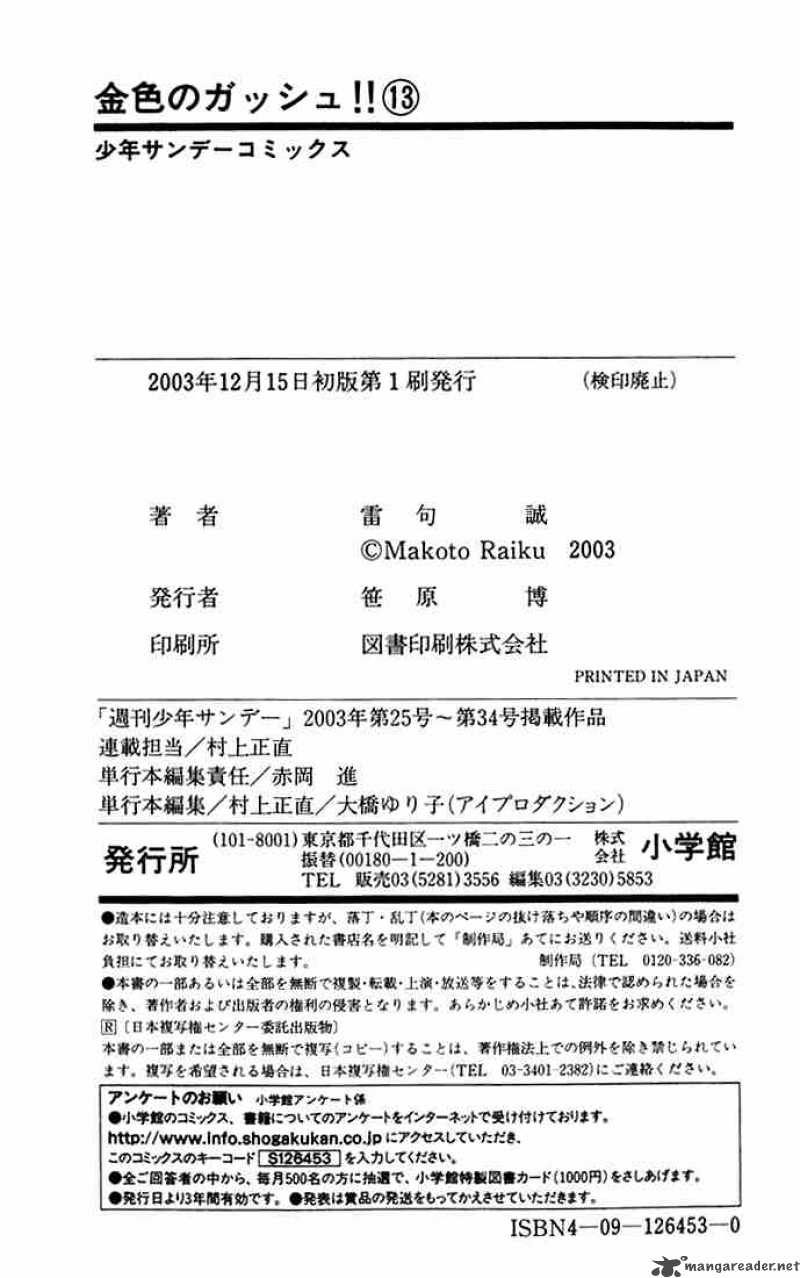 金色のガッシュ!!⑬
少年サンデーコミックス
2003年12月15日初版第1刷発行 (検印廃止)
著者 雷句 誠
©Makoto Raiku 2003
発行者 笹原 博
印刷所 図書印刷株式会社
PRINTED IN JAPAN
「週刊少年サンデー」2003年第25号～第34号掲載作品
連載担当／村上正直
単行本編集責任／赤岡 進
単行本編集／村上正直／大橋ゆり子(アイプロダクション)
発行所 (101-8001)東京都千代田区一ツ橋二の三の一 株式会社 小学館
振替(00180―1―200)
TEL 販売03(5281)3556 編集03(3230)5853
●造本には十分注意しておりますが、落丁・乱丁(本のページの抜け落ちや順序の間違い)の場合は
お取り替えいたします。購入された書店名を明記して「制作局」あてにお送りください。送料小社
負担にてお取り替えいたします。 制作局(TEL 0120-336-082)
●本書の一部あるいは全部を無断で複製・転載・上演・放送等をすることは、法律で認められた場合を
除き、著作者および出版者の権利の侵害となります。あらかじめ小社あて許諾をお求めください。
R〔日本複写権センター委託出版物〕
本書の一部または全部を無断で複写(コピー)することは、著作権法上での例外を除き禁じられてい
ます。複写を希望される場合は、日本複写権センター(TEL 03-3401-2382)にご連絡ください。
アンケートのお願い 小学館アンケート係
●小学館のコミックス、書籍についてのアンケートをインターネットで受け付けております。
http://www.info.shogakukan.co.jp にアクセスしていただき、
このコミックスのキーコード S126453 を入力してください。
●全ご回答者の中から、毎月500名の方に抽選で、小学館特製図書カード(1000円)をさしあげます。
●発行日より3年間有効です。●発表は賞品の発送をもってかえさせていただきます。
ISBN4―09―126453―0
mangareader.net